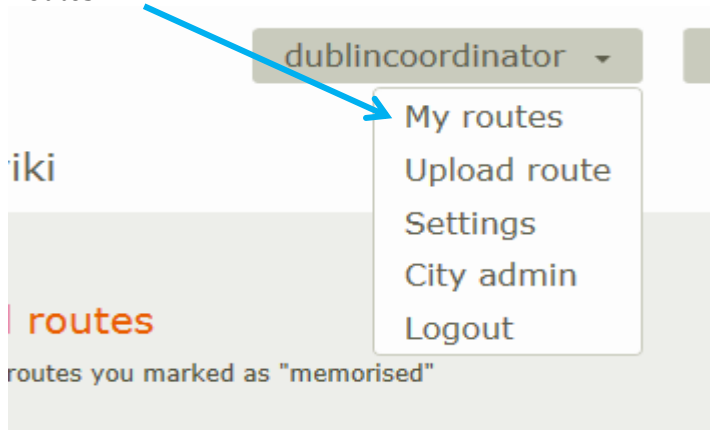 dublincoordinator
My routes
Upload route
Settings
City admin
Logout
routes
routes you marked as "memorised"